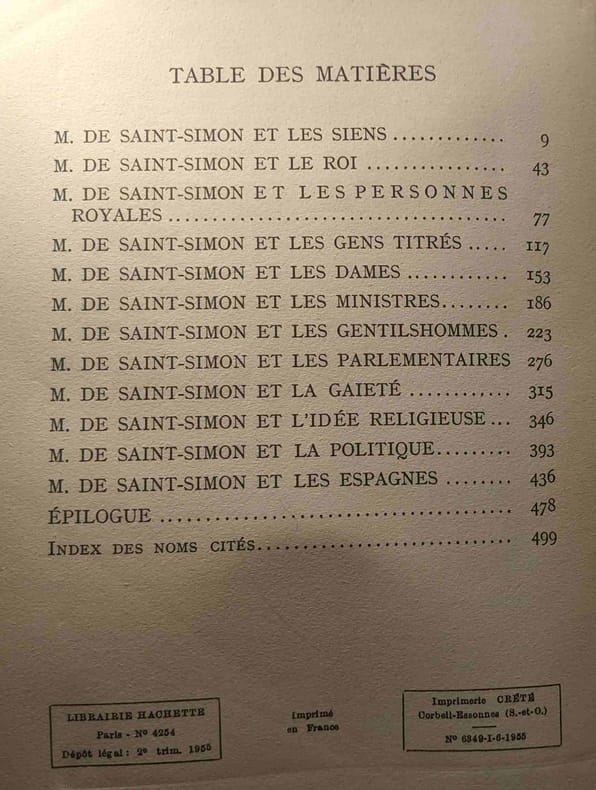 TABLE DES MATIÈRES
M. DE SAINT-SIMON ET LES SIENS ............. 9
M. DE SAINT-SIMON ET LE ROI ................ 43
M. DE SAINT-SIMON ET LES PERSONNES
ROYALES ..................................... 77
M. DE SAINT-SIMON ET LES GENS TITRÉS ..... 117
M. DE SAINT-SIMON ET LES DAMES ............ 153
M. DE SAINT-SIMON ET LES MINISTRES........ 186
M. DE SAINT-SIMON ET LES GENTILSHOMMES . 223
M. DE SAINT-SIMON ET LES PARLEMENTAIRES 276
M. DE SAINT-SIMON ET LA GAIETÉ ............ 315
M. DE SAINT-SIMON ET L'IDÉE RELIGIEUSE ... 346
M. DE SAINT-SIMON ET LA POLITIQUE......... 393
M. DE SAINT-SIMON ET LES ESPAGNES ........ 436
ÉPILOGUE ...................................... 478
INDEX DES NOMS CITÉS............................ 499
LIBRAIRIE HACHETTE
Paris - Nº 4254
Dépôt légal : 2e trim. 1955
Imprimé
en France
Imprimerie CRÉTÉ
Corbeil-Essonnes (S.-et-O.)
Nº 6349-1-6-1955